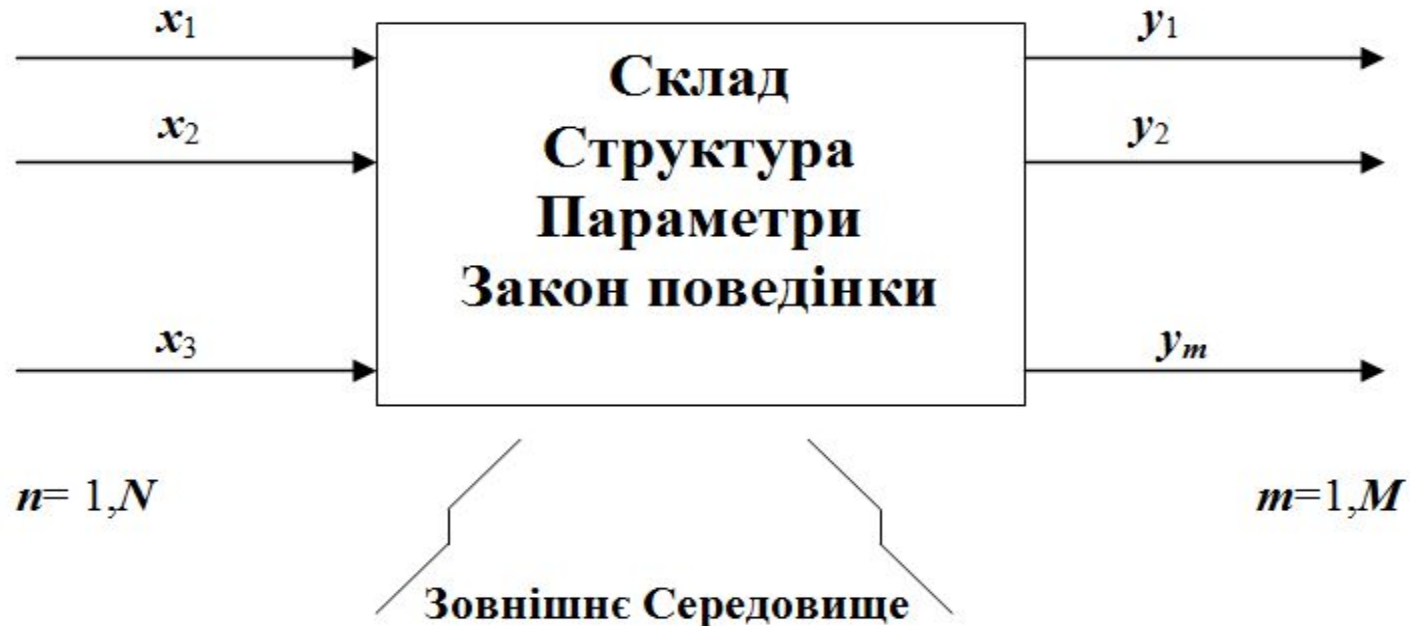 x1
y1
Склад
x2
y2
Структура
Параметри
Закон поведінки
x3
ym
n= 1,N
m=1,M
Зовнішнє Середовище